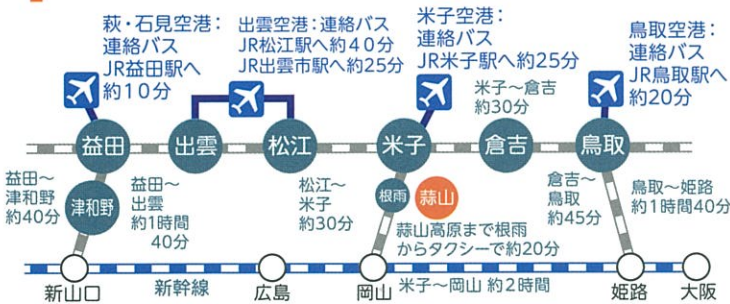 萩・石見空港：
連絡バス
JR益田駅へ
約10分
出雲空港：連絡バス
JR松江駅へ約40分
JR出雲市駅へ約25分
米子空港：
連絡バス
JR米子駅へ約25分
鳥取空港：
連絡バス
JR鳥取駅へ
約20分
米子〜倉吉
約30分
益田
出雲
松江
米子
倉吉
鳥取
益田〜
津和野
約40分
津和野
益田〜
出雲
約1時間
40分
松江〜
米子
約30分
根雨
蒜山
蒜山高原まで根雨
からタクシーで約20分
倉吉〜
鳥取
約45分
鳥取〜姫路
約1時間40分
新山口
新幹線
広島
岡山
米子〜岡山 約2時間
姫路
大阪